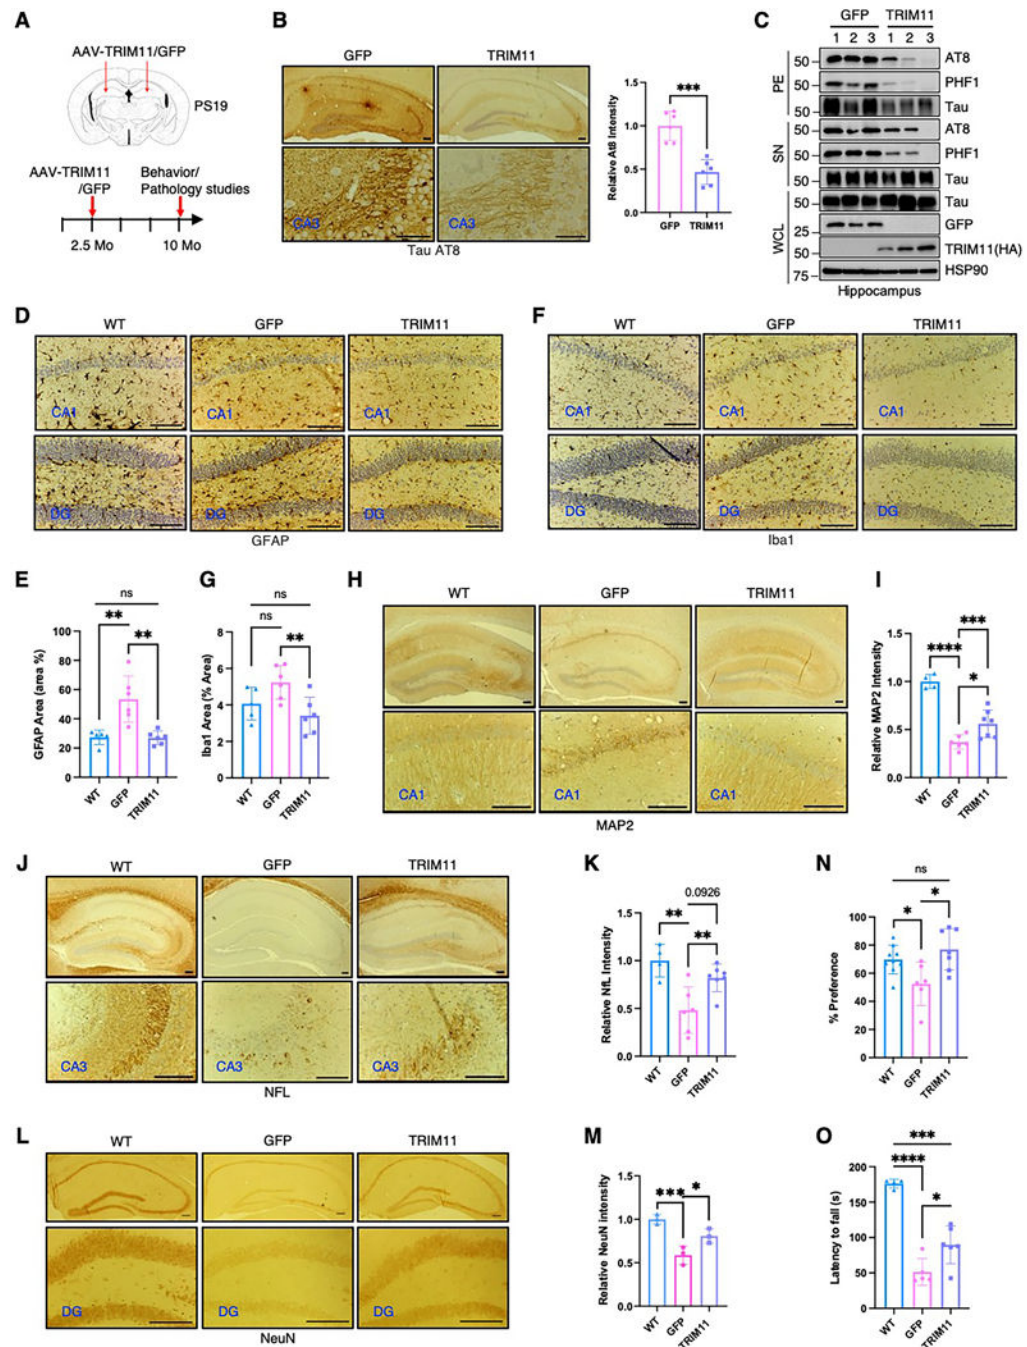 A
AAV-TRIM11/GFP
PS19
AAV-TRIM11
/GFP
Behavior/
Pathology studies
2.5 Mo
10 Mo
B
GFP
TRIM11
CA3
CA3
Tau AT8
Relative At8 Intensity
1.5
1.0
0.5
0.0
***
GFP
TRIM11
C
GFP TRIM11
1 2 3 1 2 3
PE
50
AT8
50
PHF1
50
Tau
SN
50
AT8
50
PHF1
50
Tau
WCL
50
Tau
25
GFP
50
TRIM11(HA)
75
HSP90
Hippocampus
D
WT
GFP
TRIM11
CA1
CA1
CA1
DG
DG
DG
GFAP
F
WT
GFP
TRIM11
CA1
CA1
CA1
DG
DG
DG
Iba1
E
ns
**
**
GFAP Area (area %)
100
80
60
40
20
0
WT
GFP
TRIM11
G
ns
ns
**
Iba1 Area (% Area)
8
6
4
2
0
WT
GFP
TRIM11
H
WT
GFP
TRIM11
CA1
CA1
CA1
MAP2
I
***
****
*
Relative MAP2 Intensity
1.5
1.0
0.5
0.0
WT
GFP
TRIM11
J
WT
GFP
TRIM11
CA3
CA3
CA3
NFL
K
0.0926
**
**
Relative NfL Intensity
1.5
1.0
0.5
0.0
WT
GFP
TRIM11
N
ns
*
*
% Preference
100
80
60
40
20
0
WT
GFP
TRIM11
L
WT
GFP
TRIM11
DG
DG
DG
NeuN
M
***
*
Relative NeuN intensity
1.5
1.0
0.5
0.0
WT
GFP
TRIM11
O
***
****
*
Latency to fall (s)
200
150
100
50
0
WT
GFP
TRIM11